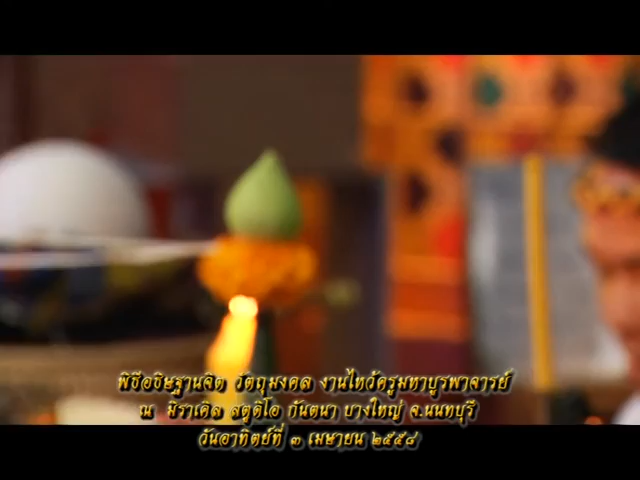 พิธีอธิษฐานจิต วัตถุมงคล งานไหว้ครูมหาบูรพาจารย์
ณ มิราเคิล สตูดิโอ กันตนา บางใหญ่ จ.นนทบุรี
วันอาทิตย์ที่ ๓ เมษายน ๒๕๕๔